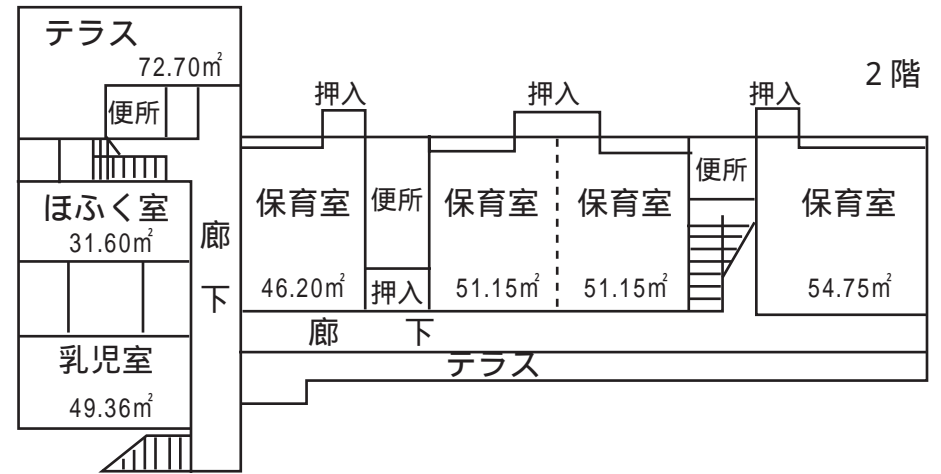 テラス
72.70㎡
2階
押入
押入
押入
便所
便所
ほふく室
31.60㎡
廊下
保育室
46.20㎡
便所
押入
保育室
51.15㎡
保育室
51.15㎡
保育室
54.75㎡
廊下
テラス
乳児室
49.36㎡